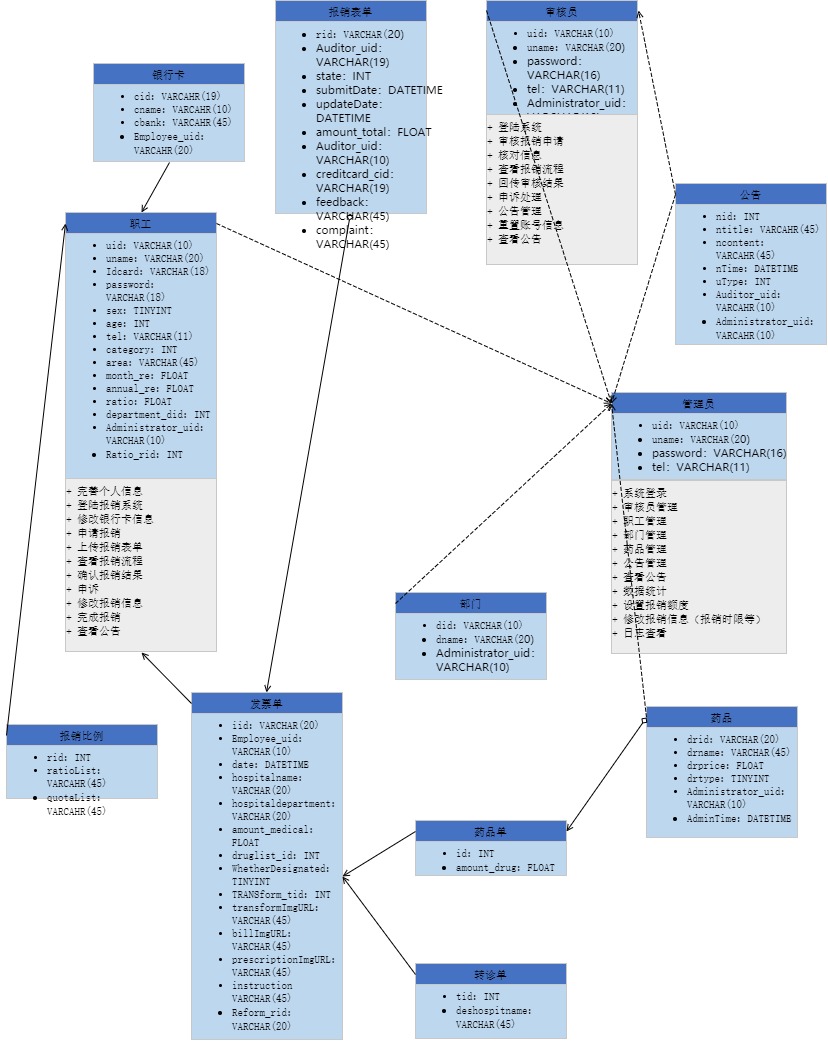 报销表单
rid: VARCHAR(20)
Auditor_uid:
VARCHAR(19)
state: INT
submitDate: DATETIME
updateDate:
DATETIME
amount_total: FLOAT
Auditor_uid:
VARCHAR(10)
creditcard_cid:
VARCHAR(19)
feedback:
VARCHAR(45)
complaint:
VARCHAR(45)
审核员
uid: VARCHAR(10)
uname: VARCHAR(20)
password:
VARCHAR(16)
tel: VARCHAR(11)
Administrator_uid:
+ 登陆系统
+ 审核报销申请
+ 核对信息
+ 查看报销流程
+ 回传审核结果
+ 申诉处理
+ 公告管理
+ 重置账号信息
+ 查看公告
银行卡
cid: VARCAHR(19)
cname: VARCHAR(10)
cbank: VARCHAR(45)
Employee_uid:
VARCAHR(20)
公告
nid: INT
ntitle: VARCHAR(45)
ncontent:
VARCAHR(45)
nTime: DATETIME
uType: INT
Auditor_uid:
VARCAHR(10)
Administrator_uid:
VARCAHR(10)
职工
uid: VARCHAR(10)
uname: VARCHAR(20)
Idcard: VARCHAR(18)
password:
VARCHAR(18)
sex: TINYINT
age: INT
tel: VARCHAR(11)
category: INT
area: VARCHAR(45)
month_re: FLOAT
annual_re: FLOAT
ratio: FLOAT
department_did: INT
Administrator_uid:
VARCHAR(10)
Ratio_rid: INT
+ 完善个人信息
+ 登陆报销系统
+ 修改银行卡信息
+ 申请报销
+ 上传报销表单
+ 查看报销流程
+ 确认报销结果
+ 申诉
+ 修改报销信息
+ 完成报销
+ 查看公告
管理员
uid: VARCHAR(10)
uname: VARCHAR(20)
password: VARCHAR(16)
tel: VARCHAR(11)
+ 系统登录
+ 审核员管理
+ 职工管理
+ 部门管理
+ 药品管理
+ 公告管理
+ 查看公告
+ 数据统计
+ 设置报销额度
+ 修改报销信息（报销时限等）
+ 日志查看
部门
did: VARCHAR(10)
dname: VARCHAR(20)
Administrator_uid:
VARCHAR(10)
报销比例
rid: INT
ratioList:
VARCAHR(45)
quotaList:
VARCAHR(45)
发票单
iid: VARCHAR(20)
Employee_uid:
VARCHAR(10)
date: DATETIME
hospitalname:
VARCHAR(20)
hospitaldepartment:
VARCHAR(20)
amount_medical:
FLOAT
druglist_id: INT
WhetherDesignated:
TINYINT
TRANSform_tid: INT
transformImgURL:
VARCHAR(45)
billImgURL:
VARCHAR(45)
prescriptionImgURL:
VARCHAR(45)
instruction
VARCHAR(45)
Reform_rid:
VARCHAR(20)
药品
drid: VARCHAR(20)
drname: VARCHAR(45)
drprice: FLOAT
drtype: TINYINT
Administrator_uid:
VARCHAR(10)
AdminTime: DATETIME
药品单
id: INT
amount_drug: FLOAT
转诊单
tid: INT
deshospitname:
VARCHAR(45)